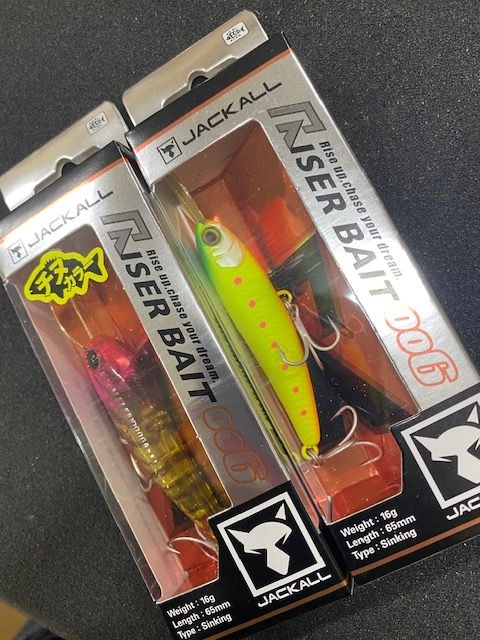 JACKALL
RISER BAIT 006
Rise up, chase your dream.
チヌカラー
Weight : 16g
Length : 65mm
Type : Sinking
JACKALL
JACKALL
RISER BAIT 006
Rise up, chase your dream.
Weight : 16g
Length : 65mm
Type : Sinking
JACKALL